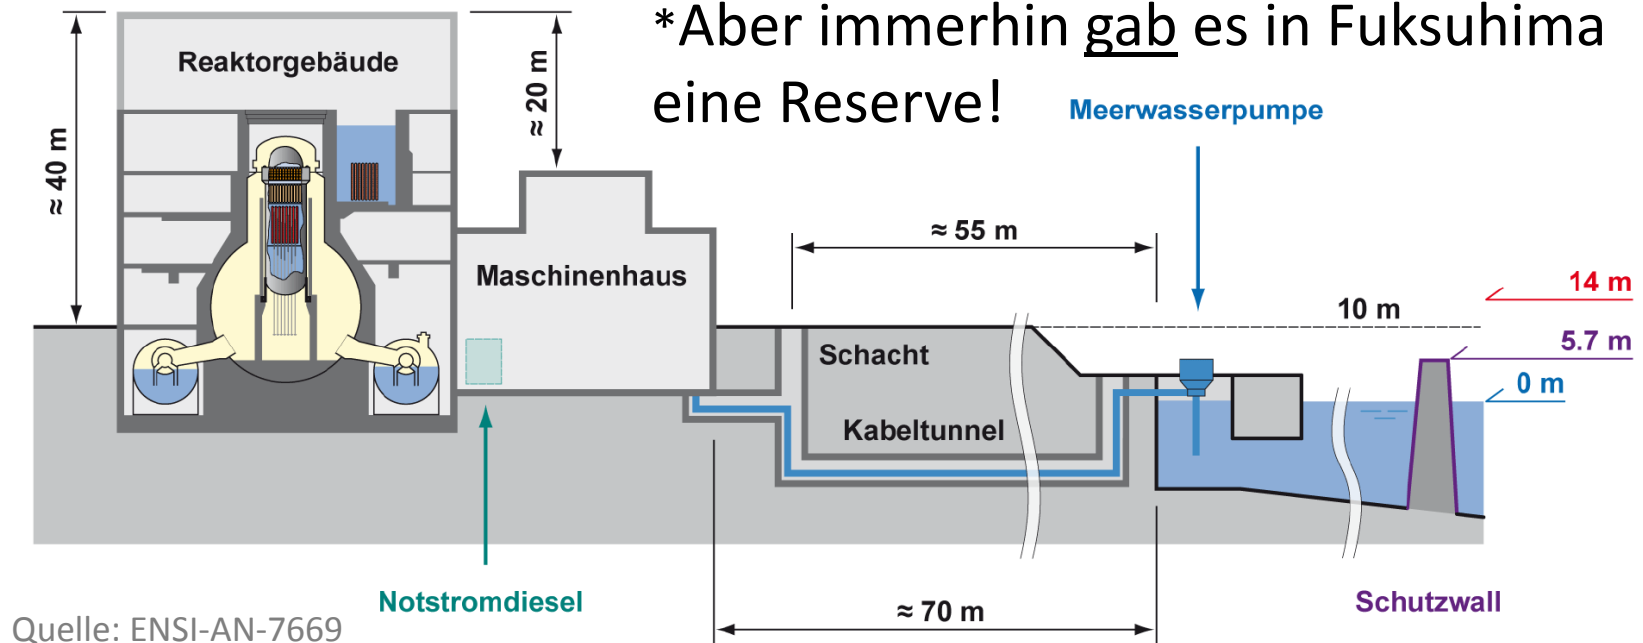 *Aber immerhin gab es in Fuksuhima
eine Reserve!
Reaktorgebäude
≈ 40 m
≈ 20 m
Meerwasserpumpe
≈ 55 m
Maschinenhaus
14 m
10 m
5.7 m
0 m
Schacht
Kabeltunnel
Notstromdiesel
Schutzwall
≈ 70 m
Quelle: ENSI-AN-7669